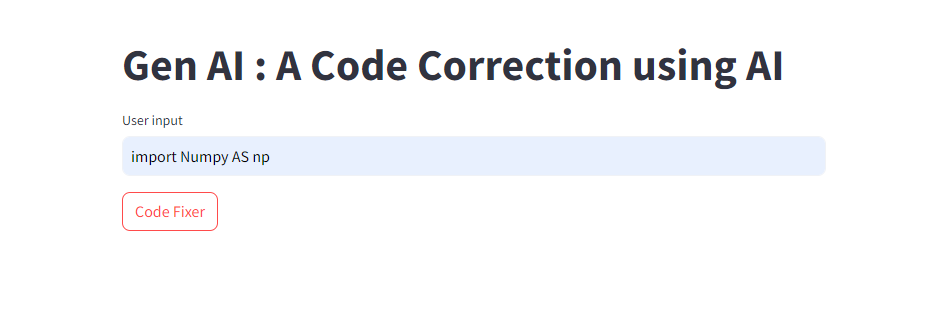 Gen AI : A Code Correction using AI
User input
import Numpy AS np
Code Fixer